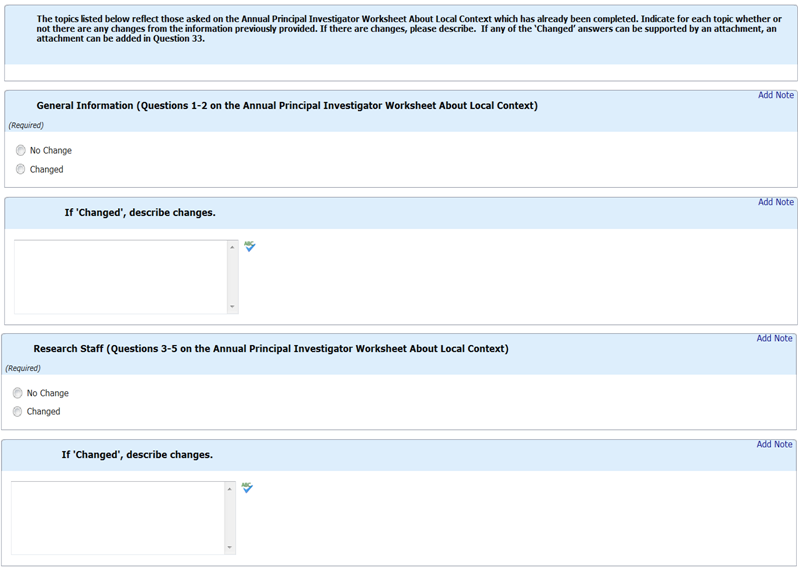 The topics listed below reflect those asked on the Annual Principal Investigator Worksheet About Local Context which has already been completed. Indicate for each topic whether or
not there are any changes from the information previously provided. If there are changes, please describe.  If any of the 'Changed' answers can be supported by an attachment, an
attachment can be added in Question 33.
Add Note
General Information (Questions 1-2 on the Annual Principal Investigator Worksheet About Local Context)
(Required)
No Change
Changed
Add Note
If 'Changed', describe changes.
ABC
Add Note
Research Staff (Questions 3-5 on the Annual Principal Investigator Worksheet About Local Context)
(Required)
No Change
Changed
Add Note
If 'Changed', describe changes.
ABC